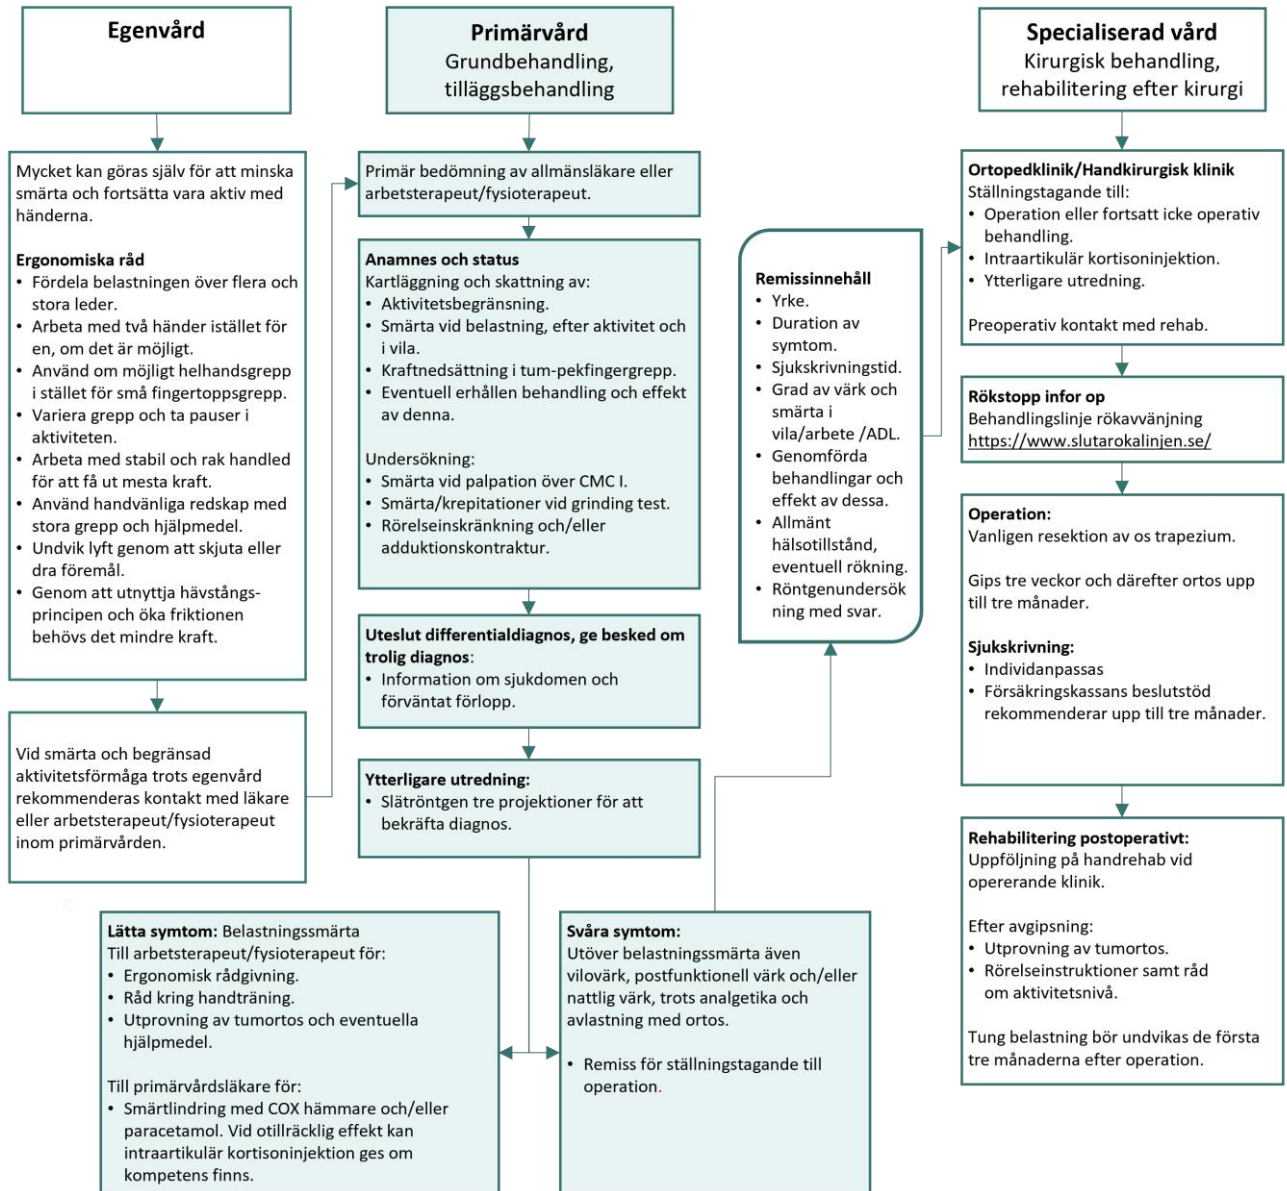 Egenvård
Mycket kan göras själv för att minska
smärta och fortsätta vara aktiv med
händerna.
Ergonomiska råd
• Fördela belastningen över flera och
stora leder.
• Arbeta med två händer istället för
en, om det är möjligt.
• Använd om möjligt helhandsgrepp
i stället för små fingertoppsgrepp.
• Variera grepp och ta pauser i
aktiviteten.
• Arbeta med stabil och rak handled
för att få ut mesta kraft.
• Använd handvänliga redskap med
stora grepp och hjälpmedel.
• Undvik lyft genom att skjuta eller
dra föremål.
• Genom att utnyttja hävstångs-
principen och öka friktionen
behövs det mindre kraft.
Vid smärta och begränsad
aktivitetsförmåga trots egenvård
rekommenderas kontakt med läkare
eller arbetsterapeut/fysioterapeut
inom primärvården.
Primärvård
Grundbehandling,
tilläggsbehandling
Primär bedömning av allmänsläkare eller
arbetsterapeut/fysioterapeut.
Anamnes och status
Kartläggning och skattning av:
• Aktivitetsbegränsning.
• Smärta vid belastning, efter aktivitet och
i vila.
• Kraftnedsättning i tum-pekfingergrepp.
• Eventuell erhållen behandling och effekt
av denna.
Undersökning:
• Smärta vid palpation över CMC I.
• Smärta/krepitationer vid grinding test.
• Rörelseinskränkning och/eller
adduktionskontraktur.
Uteslut differentialdiagnos, ge besked om
trolig diagnos:
• Information om sjukdomen och
förväntat förlopp.
Ytterligare utredning:
• Slätröntgen tre projektioner för att
bekräfta diagnos.
Lätta symtom: Belastningssmärta
Till arbetsterapeut/fysioterapeut för:
• Ergonomisk rådgivning.
• Råd kring handträning.
• Utprovning av tumortos och eventuella
hjälpmedel.
Till primärvårdsläkare för:
• Smärtlindring med COX hämmare och/eller
paracetamol. Vid otillräcklig effekt kan
intraartikulär kortisoninjektion ges om
kompetens finns.
Svåra symtom:
Utöver belastningssmärta även
vilovärk, postfunktionell värk och/eller
nattlig värk, trots analgetika och
avlastning med ortos.
• Remiss för ställningstagande till
operation.
Remissinnehåll
• Yrke.
• Duration av
symtom.
• Sjukskrivningstid.
• Grad av värk och
smärta i
vila/arbete /ADL.
• Genomförda
behandlingar och
effekt av dessa.
• Allmänt
hälsotillstånd,
eventuell rökning.
• Röntgenundersök
ning med svar.
Specialiserad vård
Kirurgisk behandling,
rehabilitering efter kirurgi
Ortopedklinik/Handkirurgisk klinik
Ställningstagande till:
• Operation eller fortsatt icke operativ
behandling.
• Intraartikulär kortisoninjektion.
• Ytterligare utredning.
Preoperativ kontakt med rehab.
Rökstopp infor op
Behandlingslinje rökavvänjning
https://www.slutarokalinjen.se/
Operation:
Vanligen resektion av os trapezium.
Gips tre veckor och därefter ortos upp
till tre månader.
Sjukskrivning:
• Individanpassas
• Försäkringskassans beslutstöd
rekommenderar upp till tre månader.
Rehabilitering postoperativt:
Uppföljning på handrehab vid
opererande klinik.
Efter avgipsning:
• Utprovning av tumortos.
• Rörelseinstruktioner samt råd
om aktivitetsnivå.
Tung belastning bör undvikas de första
tre månaderna efter operation.